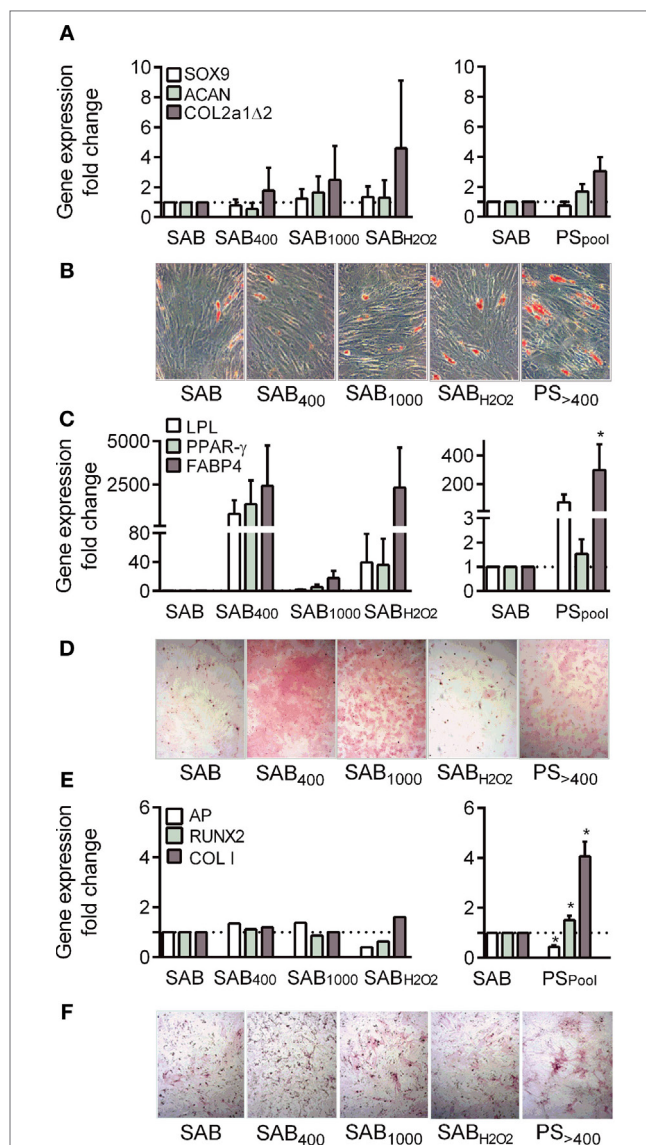 A
Gene expression
fold change
10
8
6
4
2
0
SOX9
ACAN
COL2a1Δ2
SAB SAB400 SAB1000 SABH2O2
10
8
6
4
2
0
SAB PSpool
B
SAB SAB400 SAB1000 SABH2O2 PS>400
C
Gene expression
fold change
5000
2500
80
40
0
LPL
PPAR-γ
FABP4
SAB SAB400 SAB1000 SABH2O2
400
200
3
2
1
0
*
SAB PSpool
D
SAB SAB400 SAB1000 SABH2O2 PS>400
E
Gene expression
fold change
6
4
2
0
AP
RUNX2
COL I
SAB SAB400 SAB1000 SABH2O2
6
4
2
0
* * *
SAB PSPool
F
SAB SAB400 SAB1000 SABH2O2 PS>400